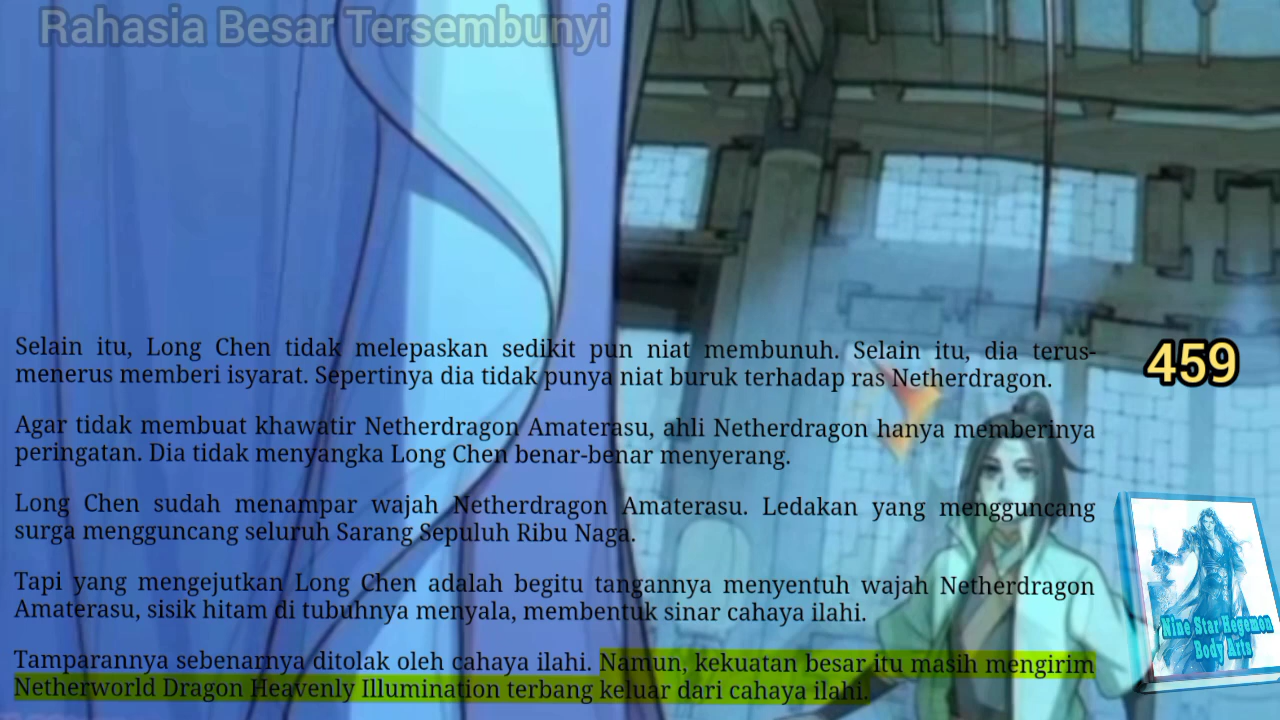 Rahasia Besar Tersembunyi
Selain itu, Long Chen tidak melepaskan sedikit pun niat membunuh. Selain itu, dia terus-
menerus memberi isyarat. Sepertinya dia tidak punya niat buruk terhadap ras Netherdragon.
459
Agar tidak membuat khawatir Netherdragon Amaterasu, ahli Netherdragon hanya memberinya
peringatan. Dia tidak menyangka Long Chen benar-benar menyerang.
Long Chen sudah menampar wajah Netherdragon Amaterasu. Ledakan yang mengguncang
surga mengguncang seluruh Sarang Sepuluh Ribu Naga.
Tapi yang mengejutkan Long Chen adalah begitu tangannya menyentuh wajah Netherdragon
Amaterasu, sisik hitam di tubuhnya menyala, membentuk sinar cahaya ilahi.
Tamparannya sebenarnya ditolak oleh cahaya ilahi. Namun, kekuatan besar itu masih mengirim
Netherworld Dragon Heavenly Illumination terbang keluar dari cahaya ilahi.
Nine Star Hegemon
Body Arts